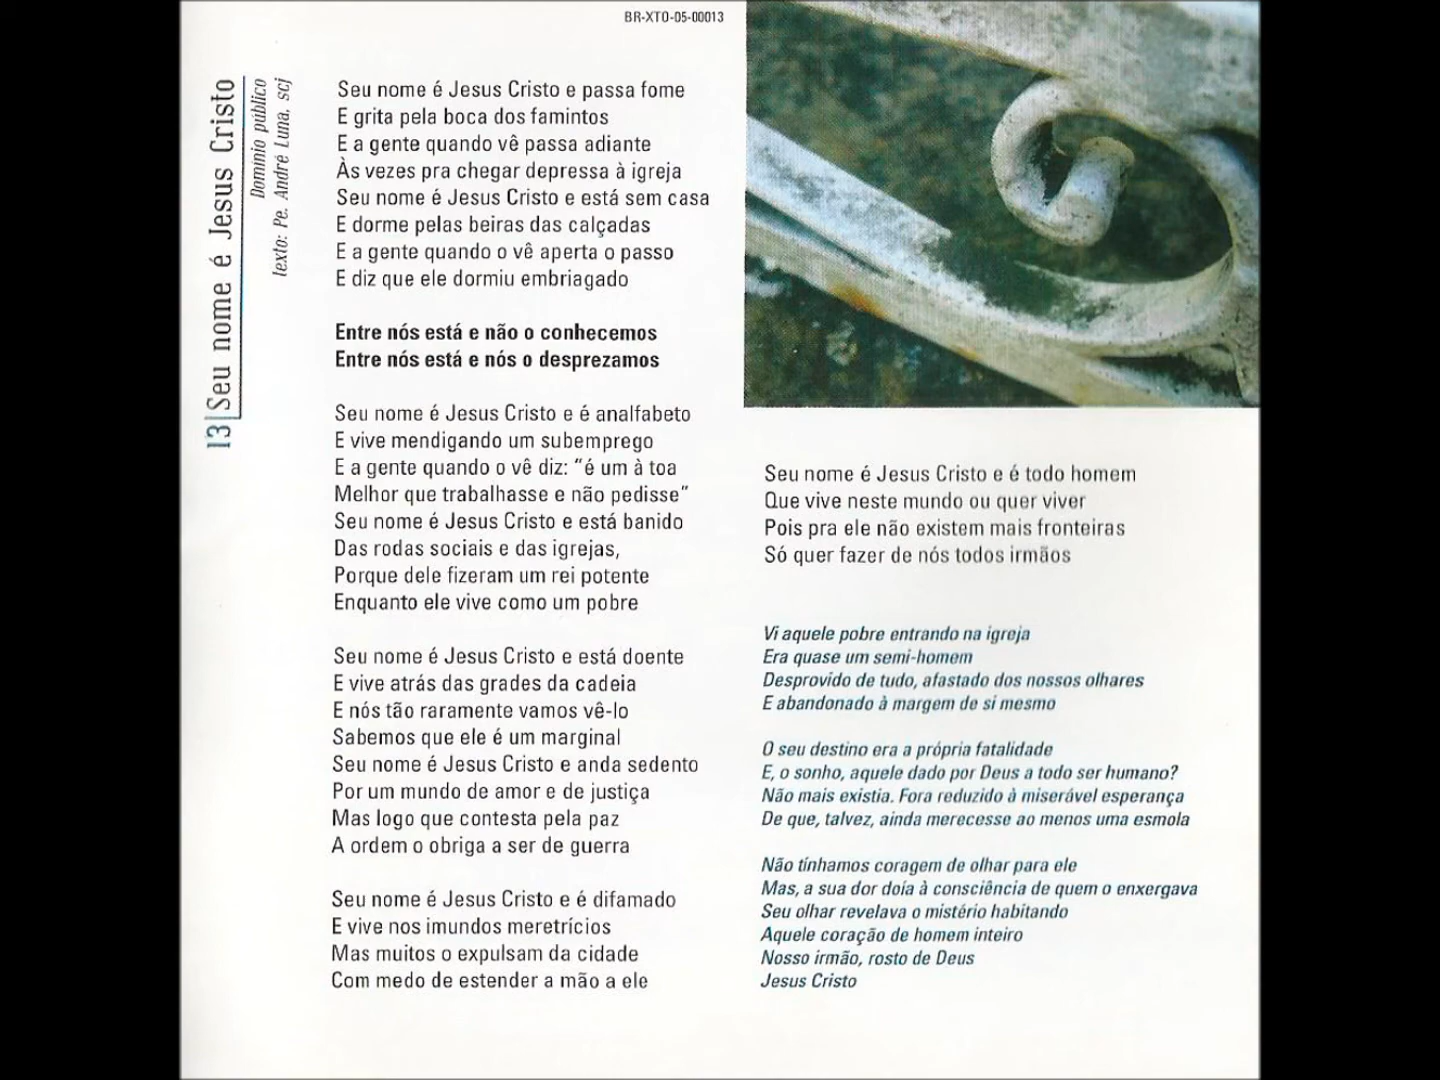 BR-XTO-05-00013
13 Seu nome é Jesus Cristo
Domínio público
texto: Pe. André Luna, scj
Seu nome é Jesus Cristo e passa fome
E grita pela boca dos famintos
E a gente quando vê passa adiante
Às vezes pra chegar depressa à igreja
Seu nome é Jesus Cristo e está sem casa
E dorme pelas beiras das calçadas
E a gente quando o vê aperta o passo
E diz que ele dormiu embriagado
Entre nós está e não o conhecemos
Entre nós está e nós o desprezamos
Seu nome é Jesus Cristo e é analfabeto
E vive mendigando um subemprego
E a gente quando o vê diz: “é um à toa
Melhor que trabalhasse e não pedisse”
Seu nome é Jesus Cristo e está banido
Das rodas sociais e das igrejas,
Porque dele fizeram um rei potente
Enquanto ele vive como um pobre
Seu nome é Jesus Cristo e está doente
E vive atrás das grades da cadeia
E nós tão raramente vamos vê-lo
Sabemos que ele é um marginal
Seu nome é Jesus Cristo e anda sedento
Por um mundo de amor e de justiça
Mas logo que contesta pela paz
A ordem o obriga a ser de guerra
Seu nome é Jesus Cristo e é difamado
E vive nos imundos meretrícios
Mas muitos o expulsam da cidade
Com medo de estender a mão a ele
Seu nome é Jesus Cristo e é todo homem
Que vive neste mundo ou quer viver
Pois pra ele não existem mais fronteiras
Só quer fazer de nós todos irmãos
Vi aquele pobre entrando na igreja
Era quase um semi-homem
Desprovido de tudo, afastado dos nossos olhares
E abandonado à margem de si mesmo
O seu destino era a própria fatalidade
E, o sonho, aquele dado por Deus a todo ser humano?
Não mais existia. Fora reduzido à miserável esperança
De que, talvez, ainda merecesse ao menos uma esmola
Não tínhamos coragem de olhar para ele
Mas, a sua dor doía à consciência de quem o enxergava
Seu olhar revelava o mistério habitando
Aquele coração de homem inteiro
Nosso irmão, rosto de Deus
Jesus Cristo